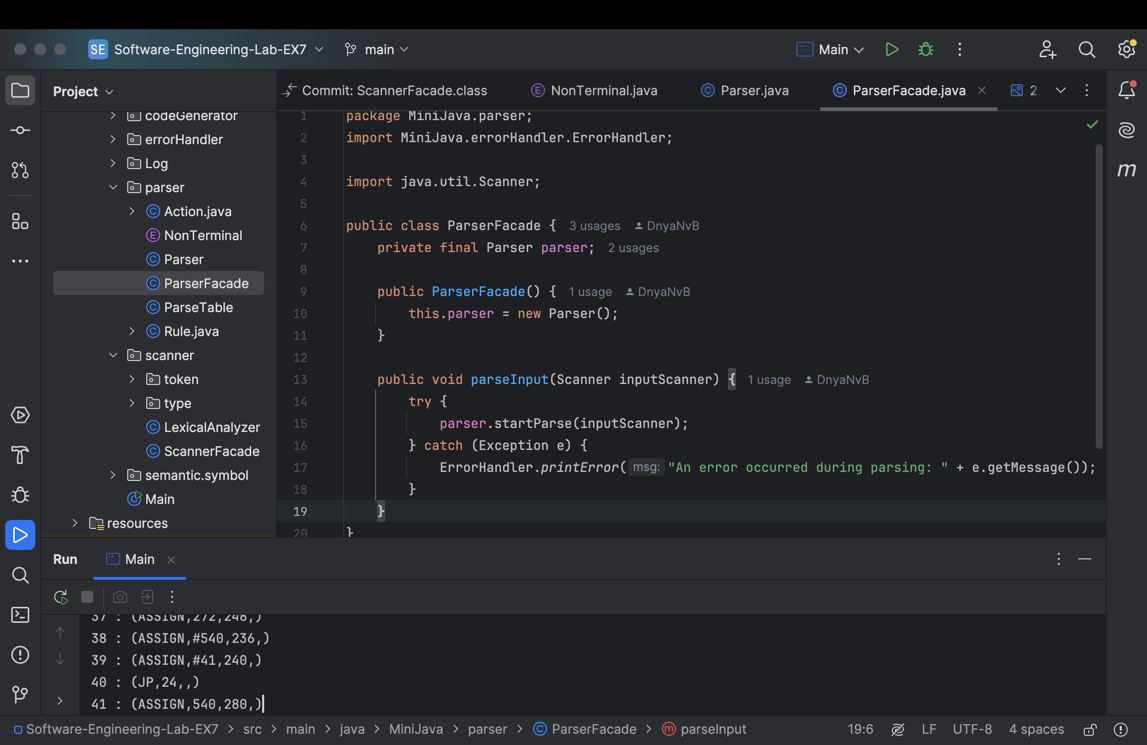 SE Software-Engineering-Lab-EX7 main Main
Project
Commit: ScannerFacade.class NonTerminal.java Parser.java ParserFacade.java 2.
codeGenerator
errorHandler
Log
parser
Action.java
NonTerminal
Parser
ParserFacade
ParseTable
Rule.java
scanner
token
type
LexicalAnalyzer
ScannerFacade
semantic.symbol
Main
resources
1 package MiniJava.parser;
2 import MiniJava.errorHandler.ErrorHandler;
3
4 import java.util.Scanner;
5
6 public class ParserFacade { 3 usages DnyaNvB
7 private final Parser parser; 2 usages
8
9 public ParserFacade() { 1 usage DnyaNvB
10 this.parser = new Parser();
11 }
12
13 public void parseInput(Scanner inputScanner) { 1 usage DnyaNvB
14 try {
15 parser.startParse(inputScanner);
16 } catch (Exception e) {
17 ErrorHandler.printError( msg: "An error occurred during parsing: " + e.getMessage());
18 }
19 }
20 }
m
Run Main
37 : (ASSIGN,272,248,)
38 : (ASSIGN,#540,236,)
39 : (ASSIGN,#41,240,)
40 : (JP,24,,)
41 : (ASSIGN,540,280,)
Software-Engineering-Lab-EX7 > src > main > java > MiniJava > parser > ParserFacade > parseInput 19:6 LF UTF-8 4 spaces